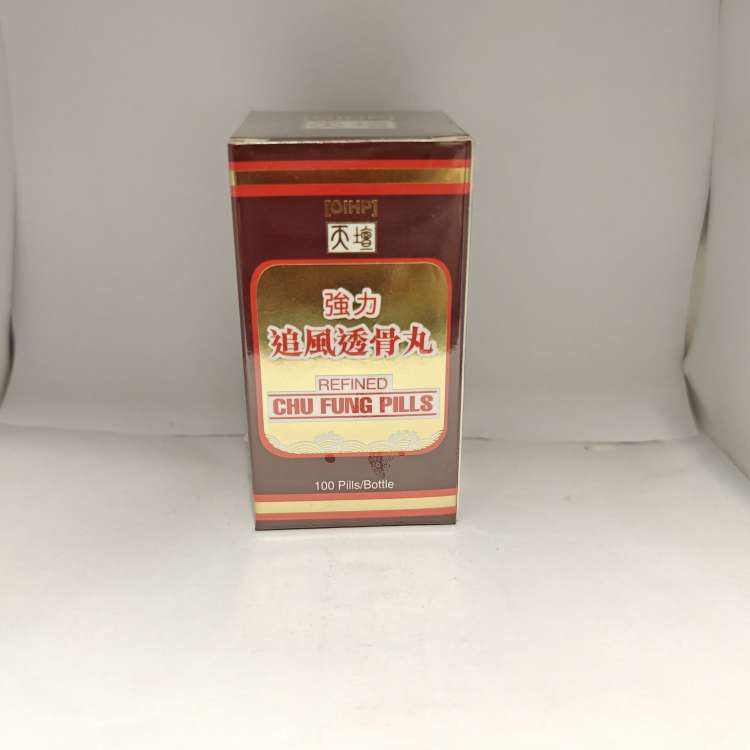 [OIHP]
天壇
強力
追風透骨丸
REFINED
CHU FUNG PILLS
100 Pills/Bottle